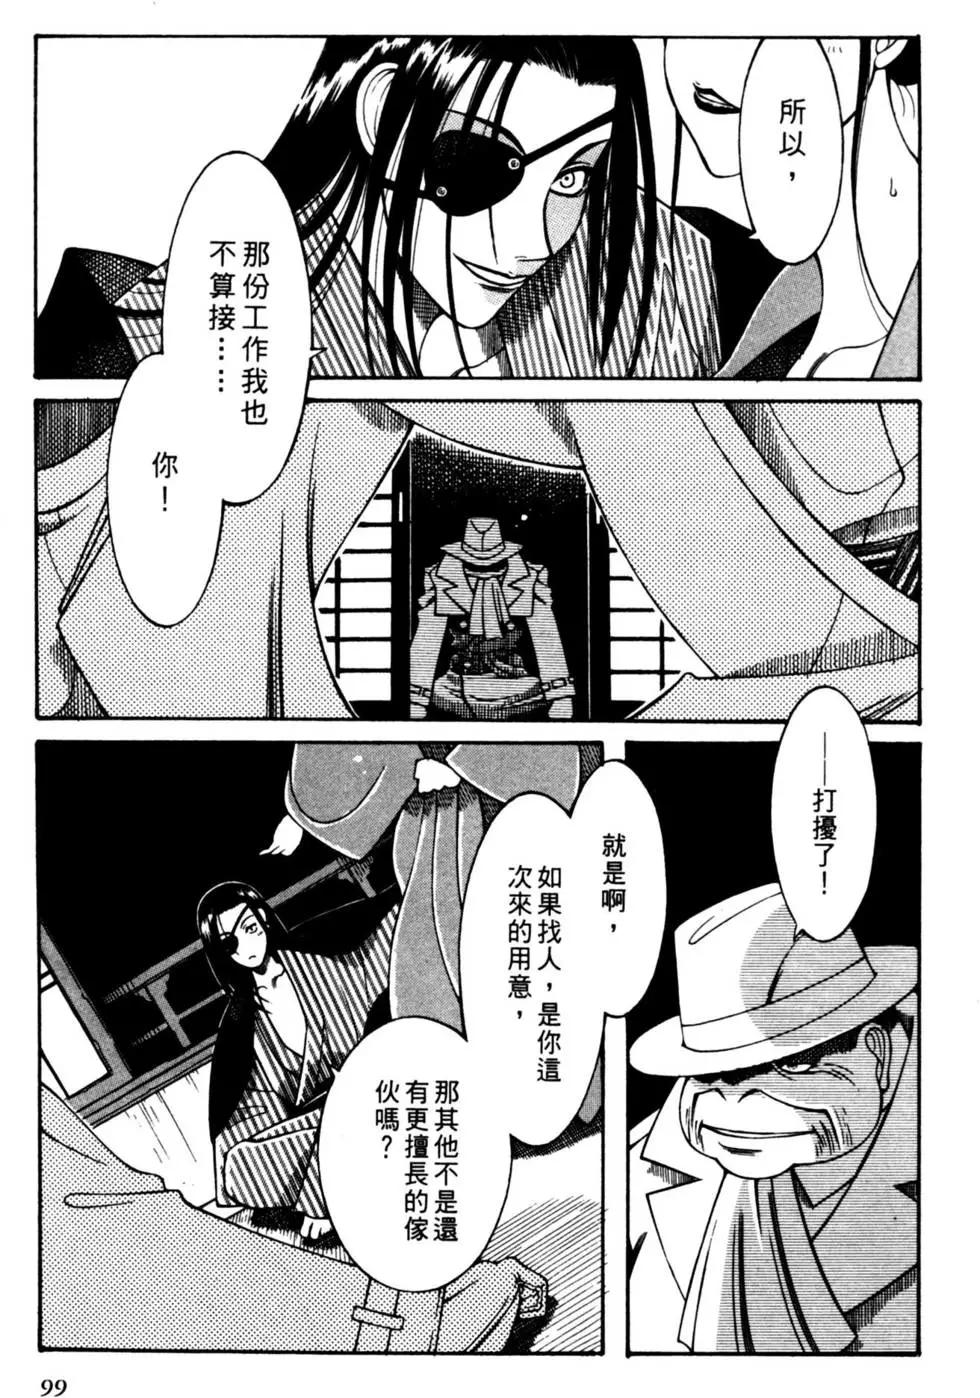 所以，
那份工作我也
不算接……
你！
——打擾了！
就是啊，
如果找人，是你這
次來的用意，
那其他不是還
有更擅長的傢
伙嗎？
99